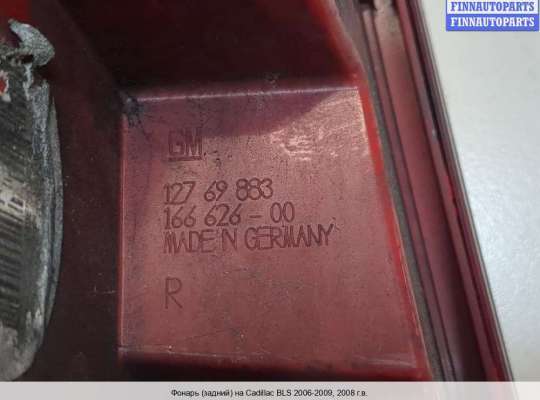 FINNAUTOPARTS
FINNAUTOPARTS
GM
127 69 883
166 626-00
MADE IN GERMANY
R
Фонарь (задний) на Cadillac BLS 2006-2009, 2008 г.в.